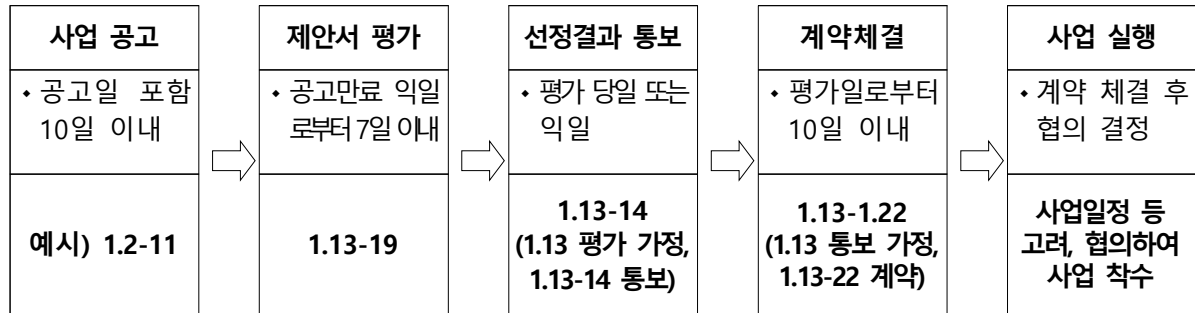 사업 공고
• 공고일 포함
10일 이내
예시) 1.2-11
제안서 평가
• 공고만료 익일
로부터 7일 이내
1.13-19
선정결과 통보
• 평가 당일 또는
익일
1.13-14
(1.13 평가 가정,
1.13-14 통보)
계약체결
• 평가일로부터
10일 이내
1.13-1.22
(1.13 통보 가정,
1.13-22 계약)
사업 실행
• 계약 체결 후
협의 결정
사업일정 등
고려, 협의하여
사업 착수